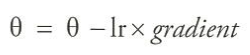 θ = θ − lr × gradient